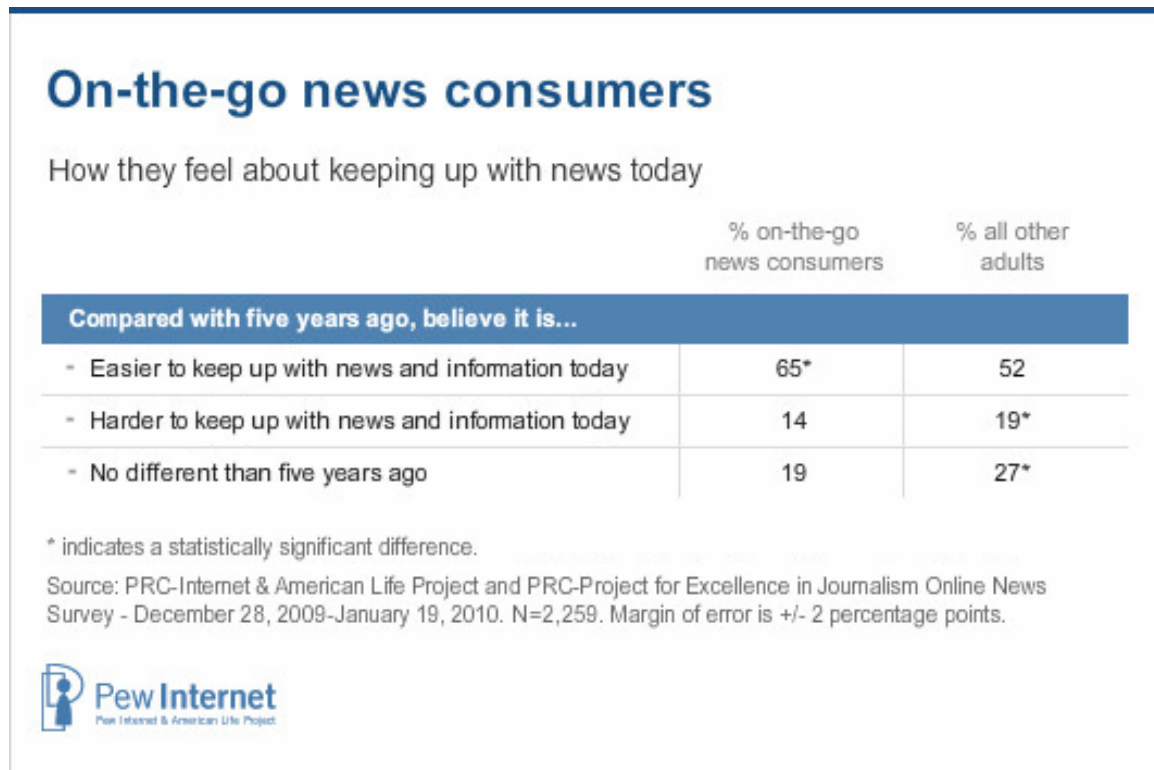 On-the-go news consumers
How they feel about keeping up with news today
% on-the-go news consumers
% all other adults
Compared with five years ago, believe it is...
- Easier to keep up with news and information today 65* 52
- Harder to keep up with news and information today 14 19*
- No different than five years ago 19 27*
* indicates a statistically significant difference.
Source: PRC-Internet & American Life Project and PRC-Project for Excellence in Journalism Online News
Survey - December 28, 2009-January 19, 2010. N=2,259. Margin of error is +/- 2 percentage points.
Pew Internet
Pew Internet & American Life Project